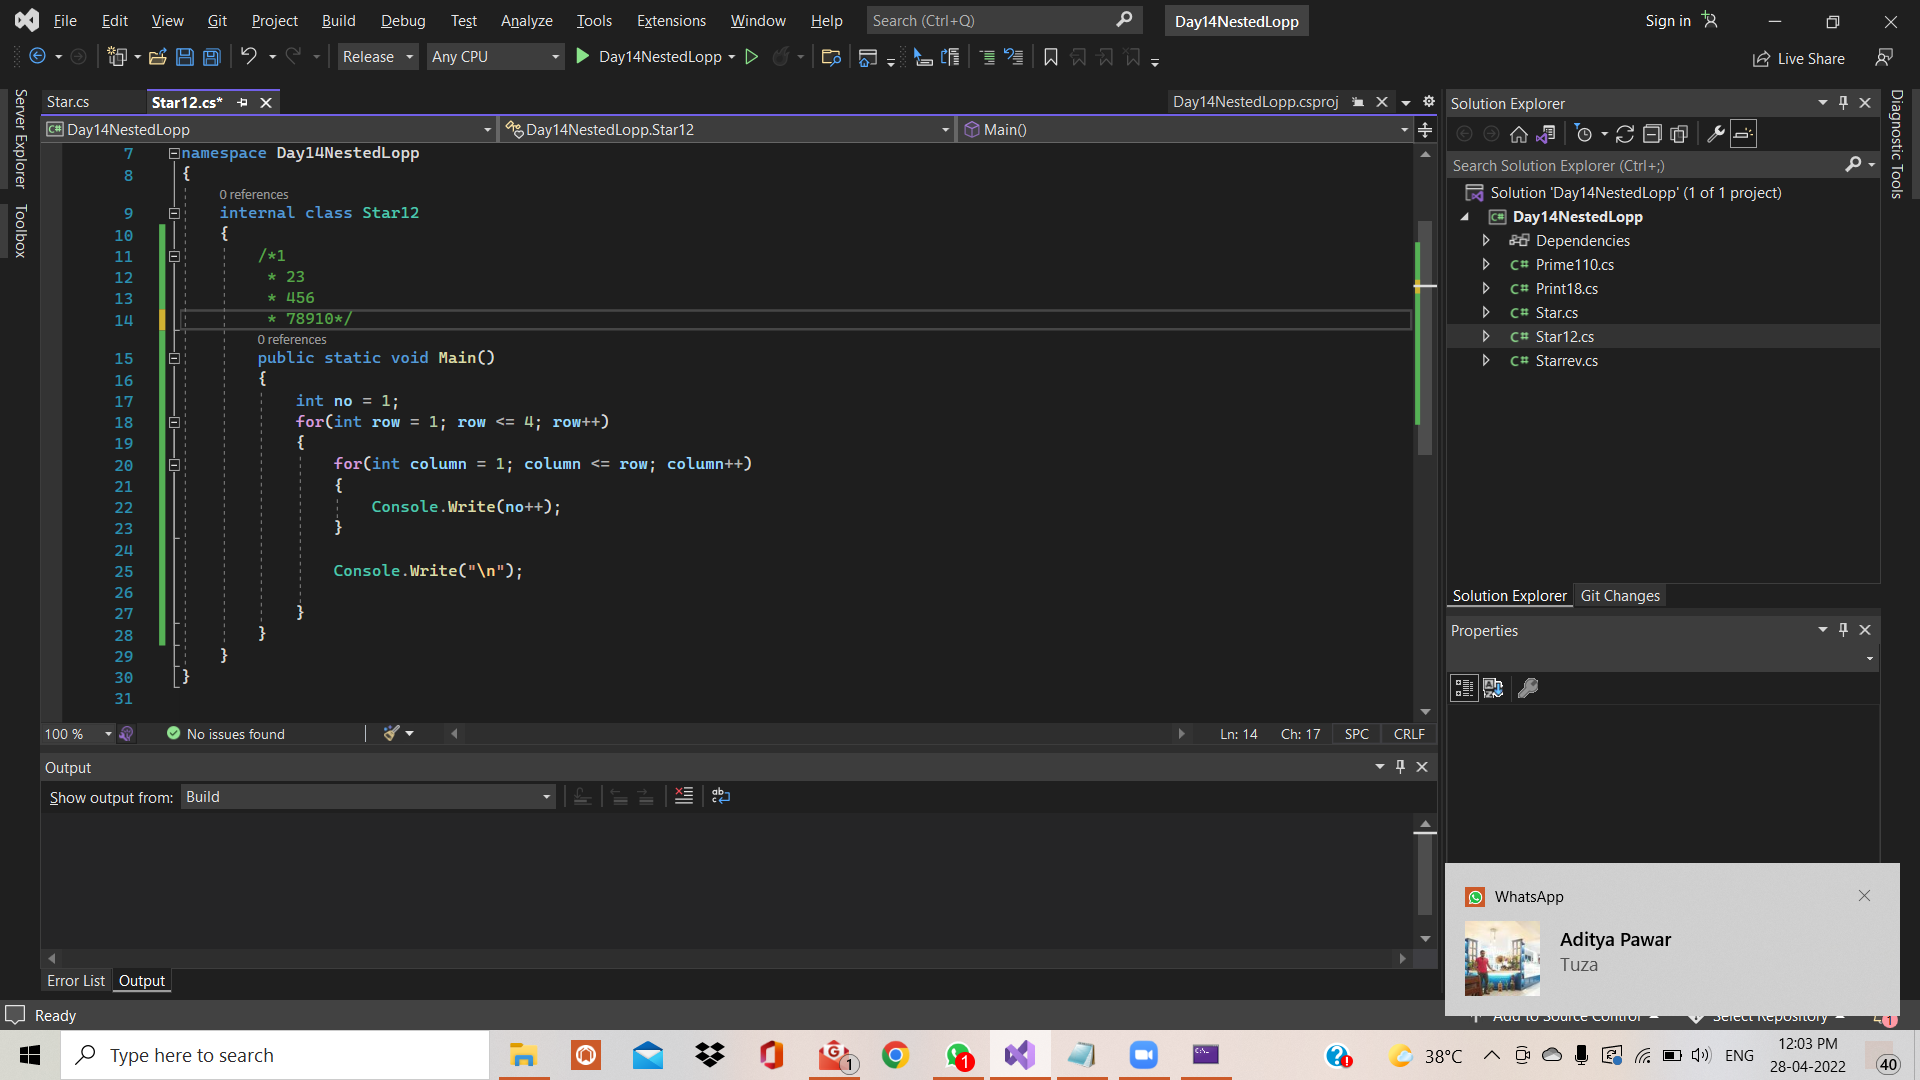 File Edit View Git Project Build Debug Test Analyze Tools Extensions Window Help Search (Ctrl+Q) Day14NestedLopp Sign in
Release Any CPU Day14NestedLopp Live Share
Server Explorer
Toolbox
Star.cs Star12.cs* Day14NestedLopp.csproj
Day14NestedLopp Day14NestedLopp.Star12 Main()
7 namespace Day14NestedLopp
8 {
0 references
9 internal class Star12
10 {
11 /*1
12 * 23
13 * 456
14 * 78910*/
0 references
15 public static void Main()
16 {
17 int no = 1;
18 for(int row = 1; row <= 4; row++)
19 {
20 for(int column = 1; column <= row; column++)
21 {
22 Console.Write(no++);
23 }
24
25 Console.Write("\n");
26
27 }
28 }
29 }
30 }
31
100 % No issues found Ln: 14 Ch: 17 SPC CRLF
Output
Show output from: Build
Error List Output
Solution Explorer
Search Solution Explorer (Ctrl+;)
Solution 'Day14NestedLopp' (1 of 1 project)
C# Day14NestedLopp
Dependencies
C# Prime110.cs
C# Print18.cs
C# Star.cs
C# Star12.cs
C# Starrev.cs
Solution Explorer Git Changes
Properties
Diagnostic Tools
WhatsApp
Aditya Pawar
Tuza
Ready Add to Source Control Select Repository 1
Type here to search 1 1 38°C ENG 12:03 PM
28-04-2022 40